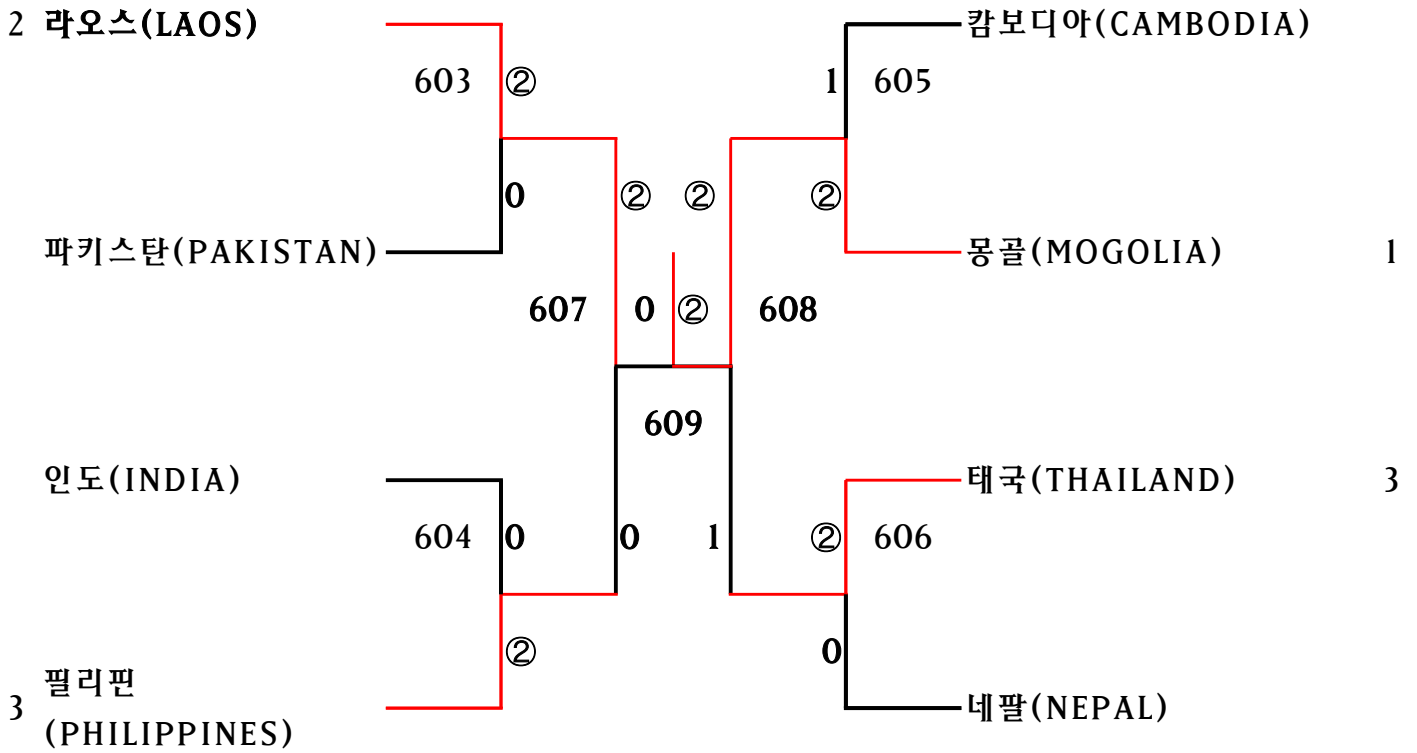 2 라오스(LAOS)
캄보디아(CAMBODIA)
603 ②
1 605
0
② ②
②
파키스탄(PAKISTAN)
몽골(MOGOLIA) 1
607 0 ② 608
609
인도(INDIA)
태국(THAILAND) 3
604 0 0 1 ② 606
②
0
3 필리핀
(PHILIPPINES)
네팔(NEPAL)